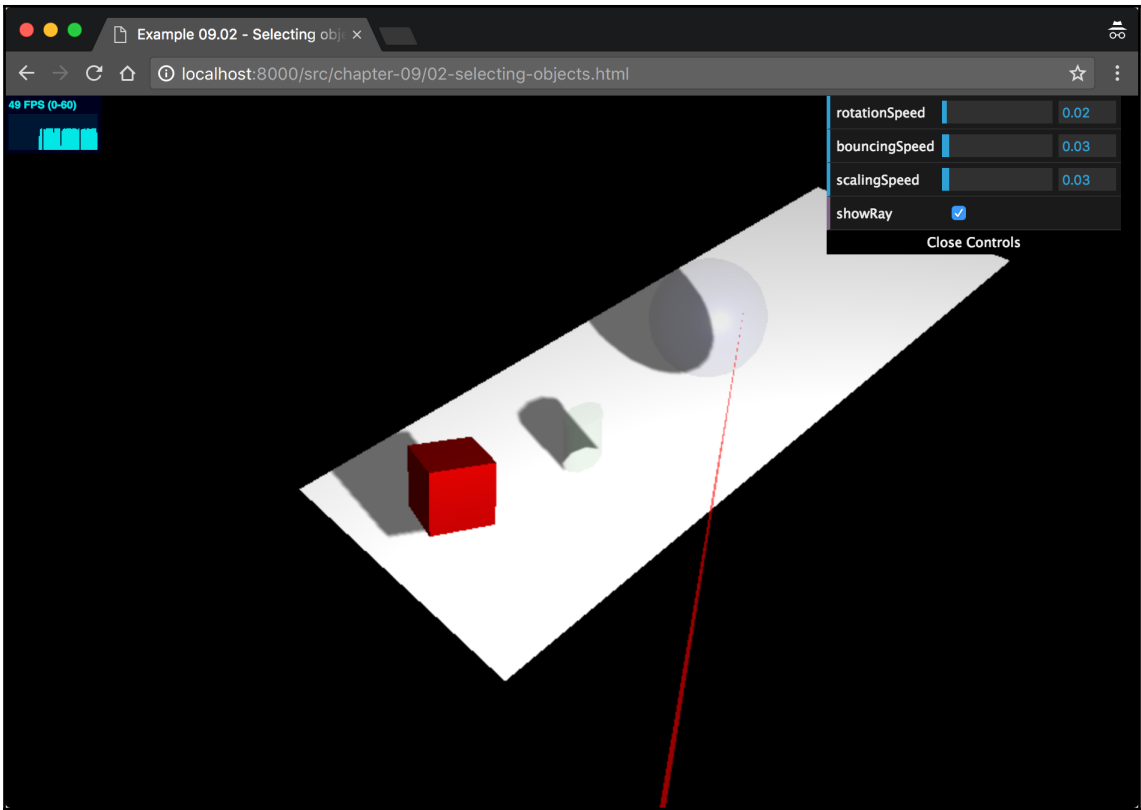 Example 09.02 - Selecting obj
localhost:8000/src/chapter-09/02-selecting-objects.html
49 FPS (0-60)
rotationSpeed 0.02
bouncingSpeed 0.03
scalingSpeed 0.03
showRay
Close Controls